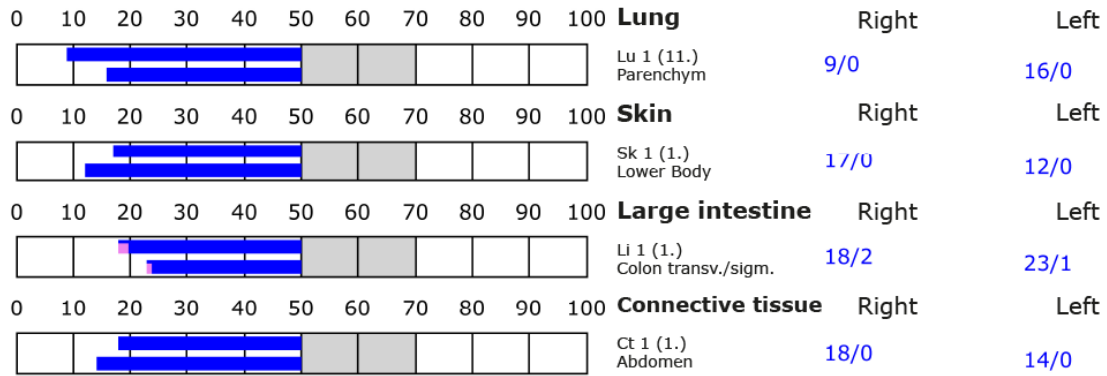 0 10 20 30 40 50 60 70 80 90 100 Lung Right Left
Lu 1 (11.) 9/0 16/0
Parenchym
0 10 20 30 40 50 60 70 80 90 100 Skin Right Left
Sk 1 (1.) 17/0 12/0
Lower Body
0 10 20 30 40 50 60 70 80 90 100 Large intestine Right Left
Li 1 (1.) 18/2 23/1
Colon transv./sigm.
0 10 20 30 40 50 60 70 80 90 100 Connective tissue Right Left
Ct 1 (1.) 18/0 14/0
Abdomen